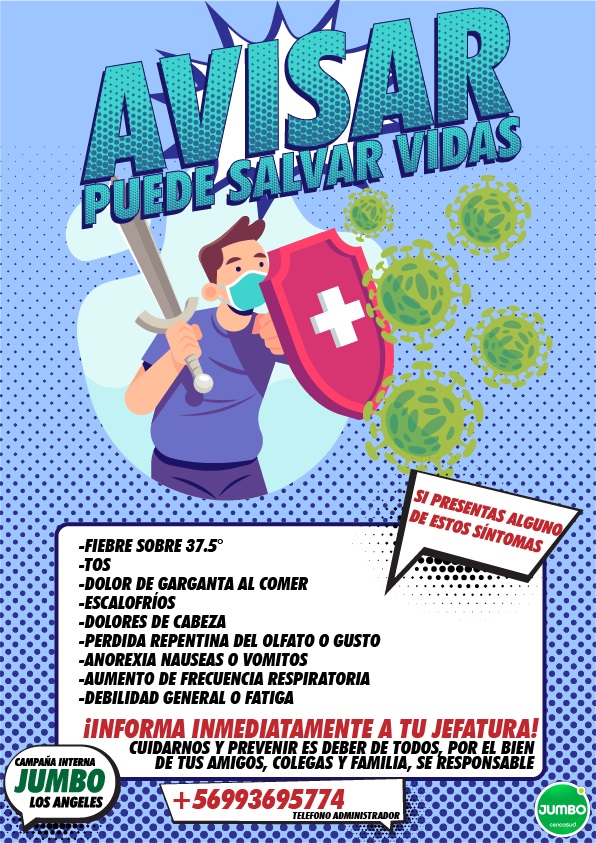 AVISAR
PUEDE SALVAR VIDAS
SI PRESENTAS ALGUNO
DE ESTOS SÍNTOMAS
-FIEBRE SOBRE 37.5°
-TOS
-DOLOR DE GARGANTA AL COMER
-ESCALOFRÍOS
-DOLORES DE CABEZA
-PERDIDA REPENTINA DEL OLFATO O GUSTO
-ANOREXIA NAUSEAS O VOMITOS
-AUMENTO DE FRECUENCIA RESPIRATORIA
-DEBILIDAD GENERAL O FATIGA
¡INFORMA INMEDIATAMENTE A TU JEFATURA!
CUIDARNOS Y PREVENIR ES DEBER DE TODOS, POR EL BIEN
DE TUS AMIGOS, COLEGAS Y FAMILIA, SE RESPONSABLE
CAMPAÑA INTERNA
JUMBO
LOS ANGELES
+56993695774
TELEFONO ADMINISTRADOR
JUMBO
cencosud